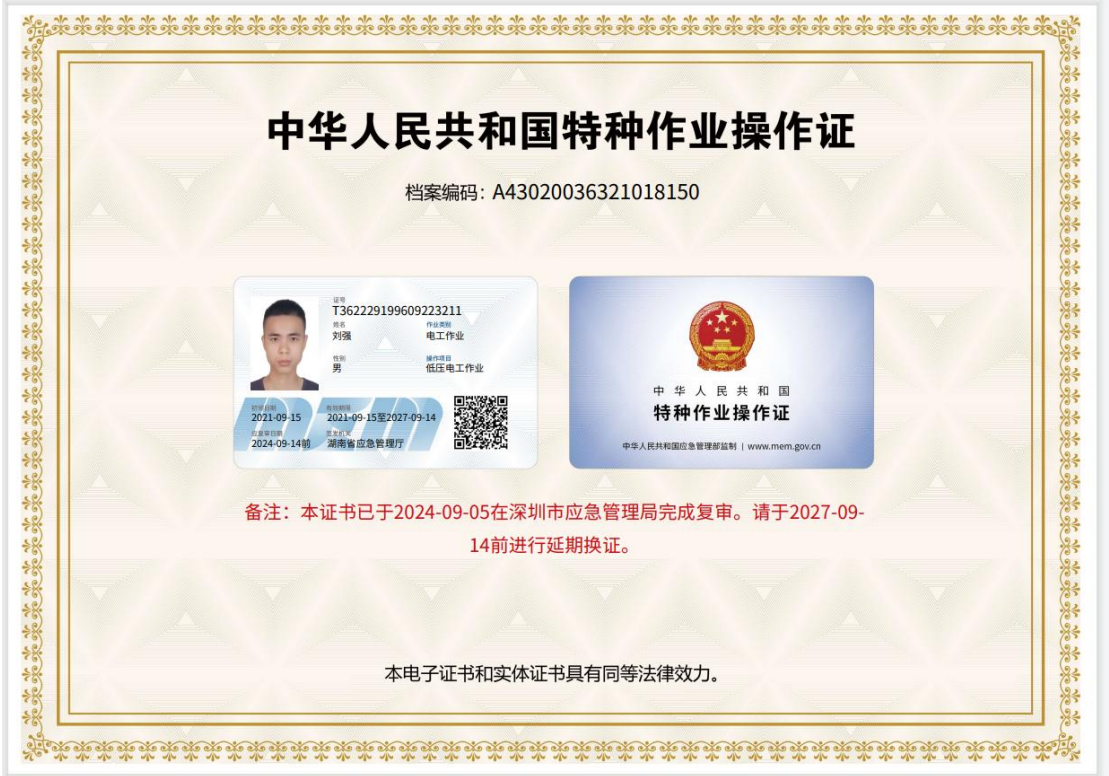 中华人民共和国特种作业操作证
档案编码：A43020036321018150
证号
T362229199609223211
姓名 作业类别
刘强 电工作业
性别 操作项目
男 低压电工作业
初领日期 有效期限
2021-09-15 2021-09-15至2027-09-14
应复审日期 签发机关
2024-09-14前 湖南省应急管理厅
中华人民共和国
特种作业操作证
中华人民共和国应急管理部监制 | www.mem.gov.cn
备注：本证书已于2024-09-05在深圳市应急管理局完成复审。请于2027-09-
14前进行延期换证。
本电子证书和实体证书具有同等法律效力。